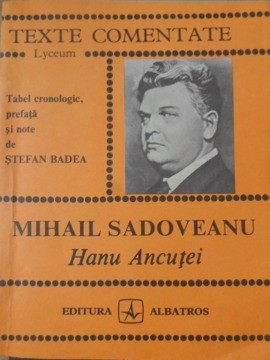 TEXTE COMENTATE
Lyceum
Tabel cronologic,
prefață
și note
de
ȘTEFAN BADEA
MIHAIL SADOVEANU
Hanu Ancuței
EDITURA ALBATROS